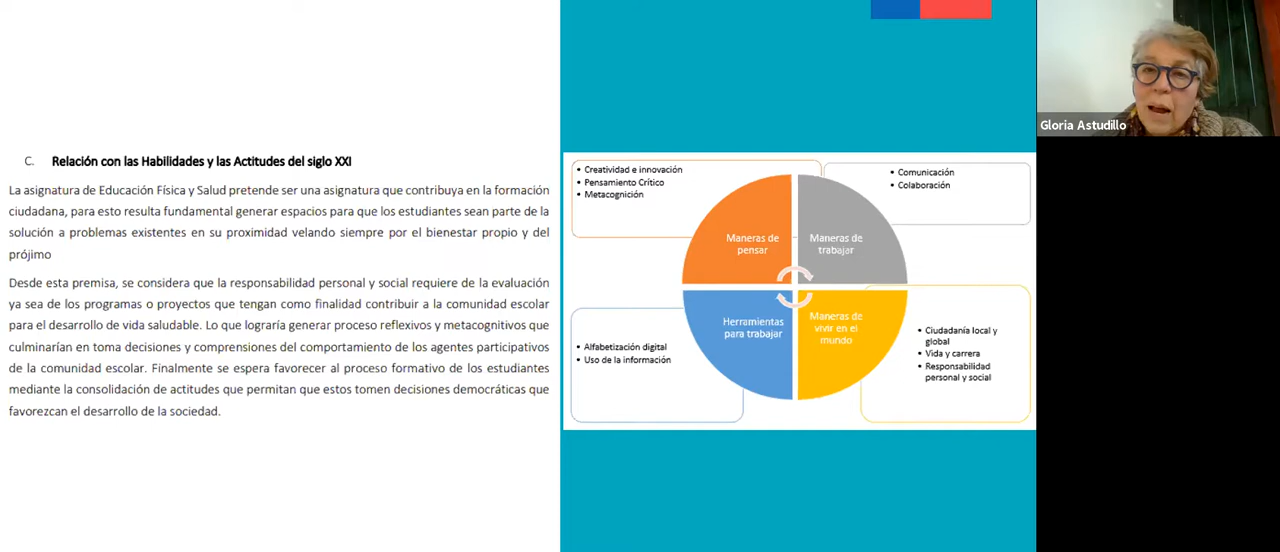 C. Relación con las Habilidades y las Actitudes del siglo XXI
La asignatura de Educación Física y Salud pretende ser una asignatura que contribuya en la formación
ciudadana, para esto resulta fundamental generar espacios para que los estudiantes sean parte de la
solución a problemas existentes en su proximidad velando siempre por el bienestar propio y del
prójimo
Desde esta premisa, se considera que la responsabilidad personal y social requiere de la evaluación
ya sea de los programas o proyectos que tengan como finalidad contribuir a la comunidad escolar
para el desarrollo de vida saludable. Lo que lograría generar proceso reflexivos y metacognitivos que
culminarían en toma decisiones y comprensiones del comportamiento de los agentes participativos
de la comunidad escolar. Finalmente se espera favorecer al proceso formativo de los estudiantes
mediante la consolidación de actitudes que permitan que estos tomen decisiones democráticas que
favorezcan el desarrollo de la sociedad.
• Creatividad e innovación
• Pensamiento Crítico
• Metacognición
• Comunicación
• Colaboración
Maneras de
pensar
Maneras de
trabajar
Herramientas
para trabajar
Maneras de
vivir en el
mundo
• Alfabetización digital
• Uso de la información
• Ciudadanía local y
global
• Vida y carrera
• Responsabilidad
personal y social
Gloria Astudillo